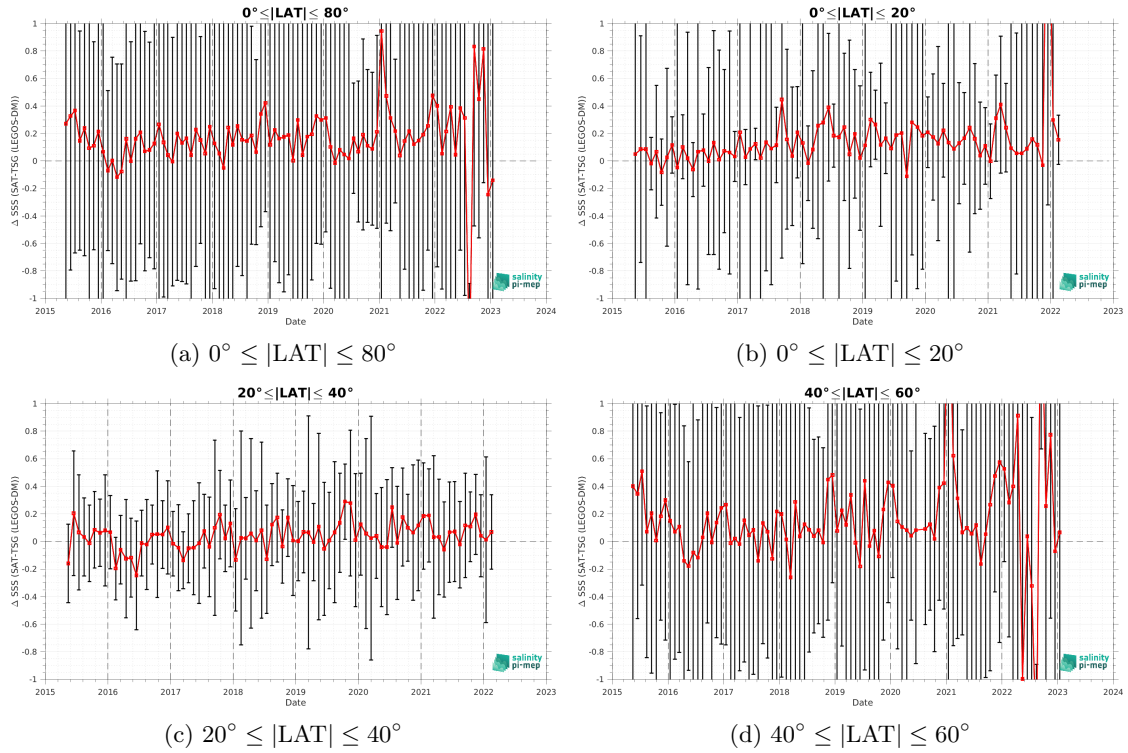 0°≤|LAT|≤ 80°
1
0.8
0.6
0.4
0.2
0
-0.2
-0.4
-0.6
-0.8
-1
Δ SSS (SAT-TSG (LEGOS-DM))
2015 2016 2017 2018 2019 2020 2021 2022 2023 2024
Date
salinity
pi-mep
(a) 0° ≤ |LAT| ≤ 80°
0°≤|LAT|≤ 20°
1
0.8
0.6
0.4
0.2
0
-0.2
-0.4
-0.6
-0.8
-1
Δ SSS (SAT-TSG (LEGOS-DM))
2015 2016 2017 2018 2019 2020 2021 2022 2023
Date
salinity
pi-mep
(b) 0° ≤ |LAT| ≤ 20°
20°≤|LAT|≤ 40°
1
0.8
0.6
0.4
0.2
0
-0.2
-0.4
-0.6
-0.8
-1
Δ SSS (SAT-TSG (LEGOS-DM))
2015 2016 2017 2018 2019 2020 2021 2022 2023
Date
salinity
pi-mep
(c) 20° ≤ |LAT| ≤ 40°
40°≤|LAT|≤ 60°
1
0.8
0.6
0.4
0.2
0
-0.2
-0.4
-0.6
-0.8
-1
Δ SSS (SAT-TSG (LEGOS-DM))
2015 2016 2017 2018 2019 2020 2021 2022 2023 2024
Date
salinity
pi-mep
(d) 40° ≤ |LAT| ≤ 60°